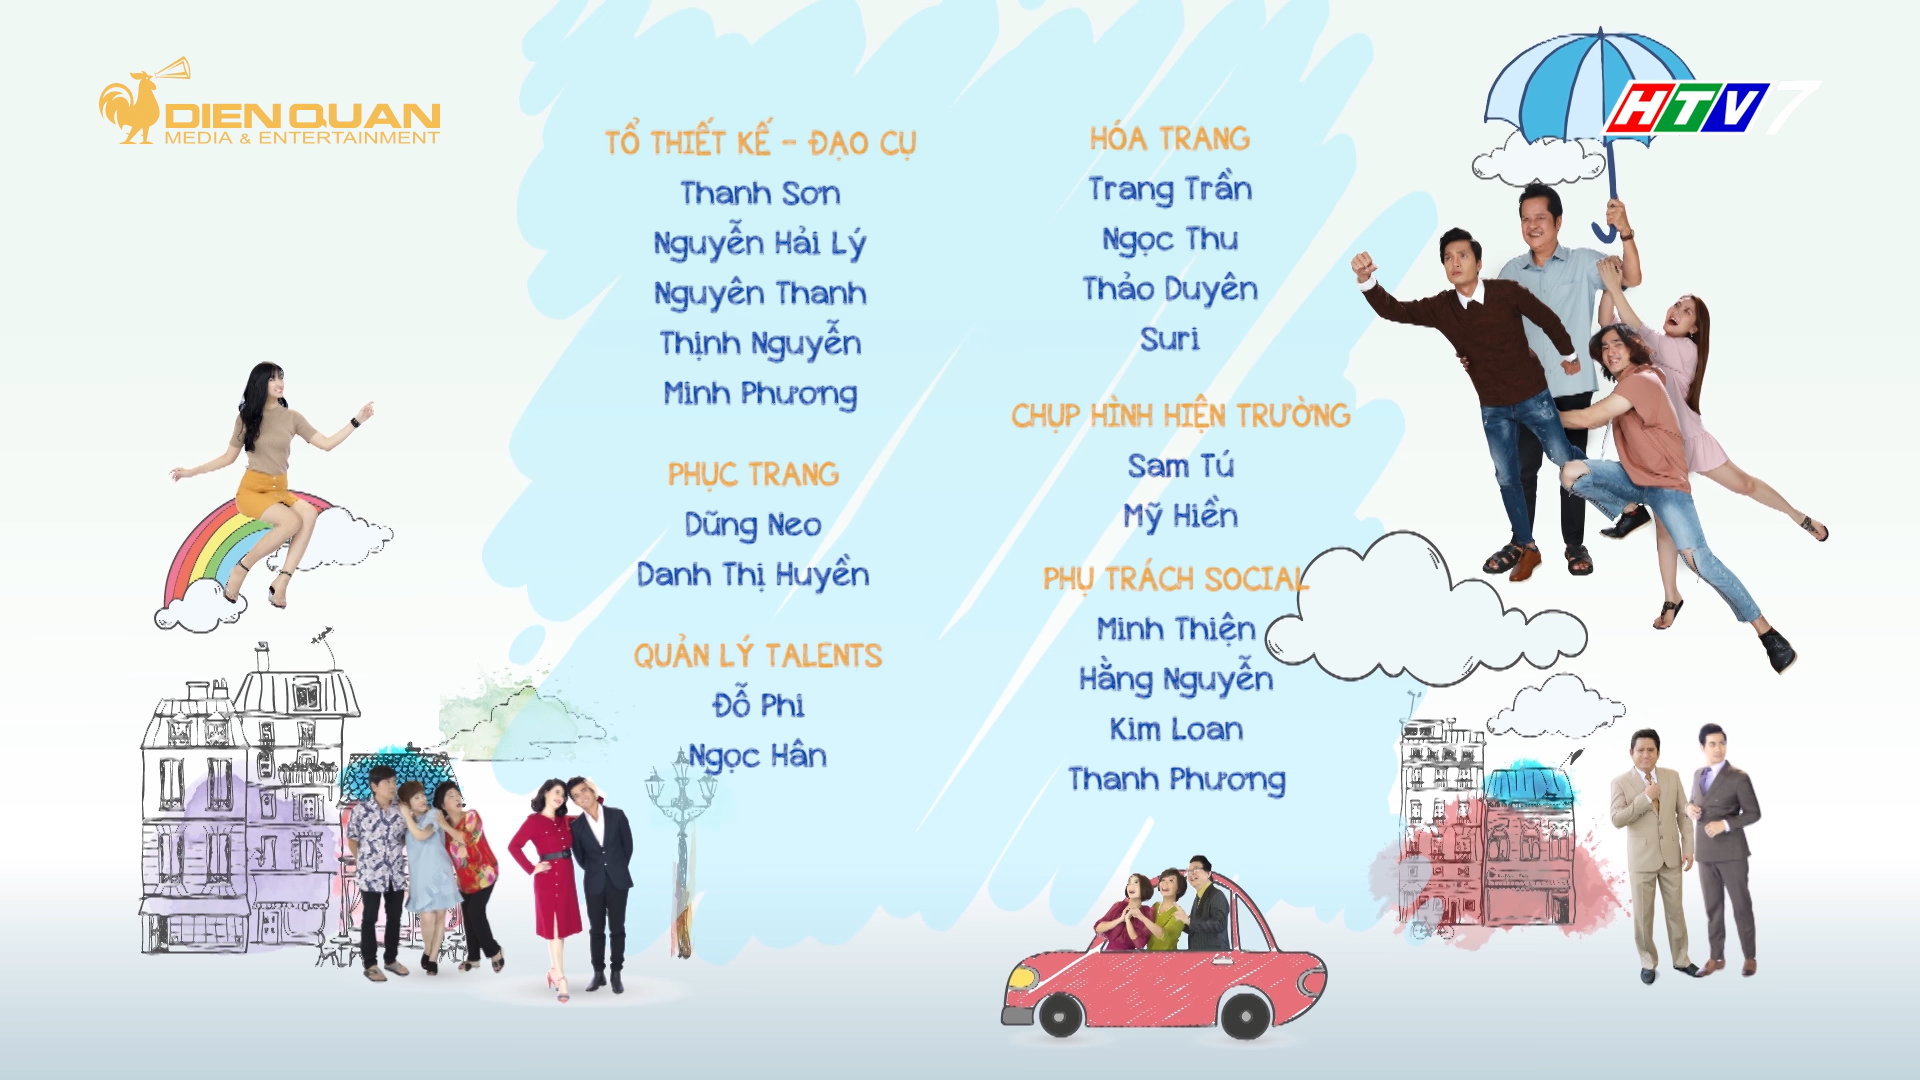 DIEN QUAN
MEDIA & ENTERTAINMENT
HTV7
TỔ THIẾT KẾ - ĐẠO CỤ
Thanh Sơn
Nguyễn Hải Lý
Nguyên Thanh
Thịnh Nguyễn
Minh Phương
PHỤC TRANG
Dũng Neo
Danh Thị Huyền
QUẢN LÝ TALENTS
Đỗ Phi
Ngọc Hân
HÓA TRANG
Trang Trần
Ngọc Thu
Thảo Duyên
Suri
CHỤP HÌNH HIỆN TRƯỜNG
Sam Tú
Mỹ Hiền
PHỤ TRÁCH SOCIAL
Minh Thiện
Hằng Nguyễn
Kim Loan
Thanh Phương